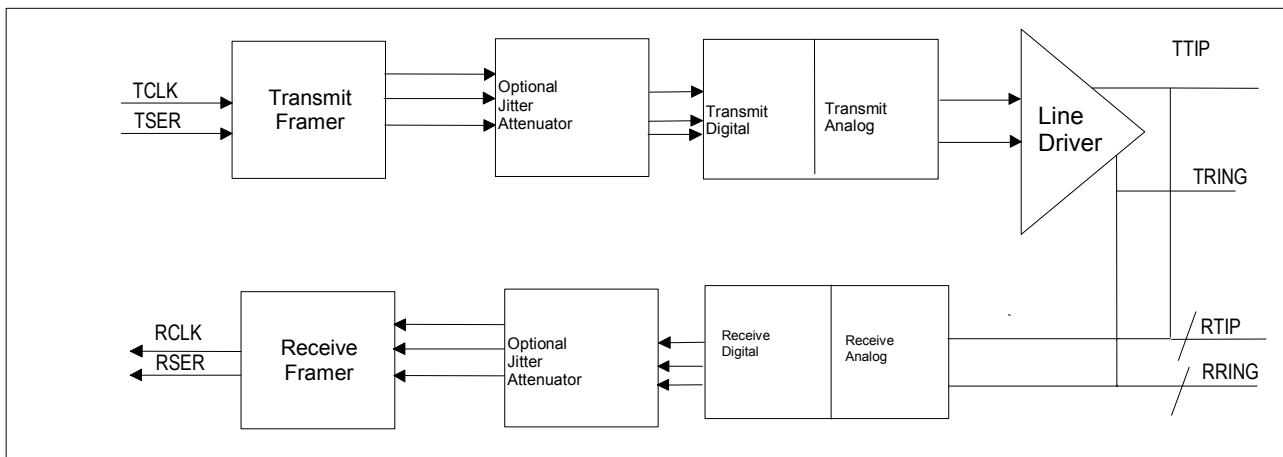 TCLK
TSER
Transmit
Framer
Optional
Jitter
Attenuator
Transmit
Digital
Transmit
Analog
Line
Driver
TTIP
TRING
RCLK
RSER
Receive
Framer
Optional
Jitter
Attenuator
Receive
Digital
Receive
Analog
RTIP
RRING